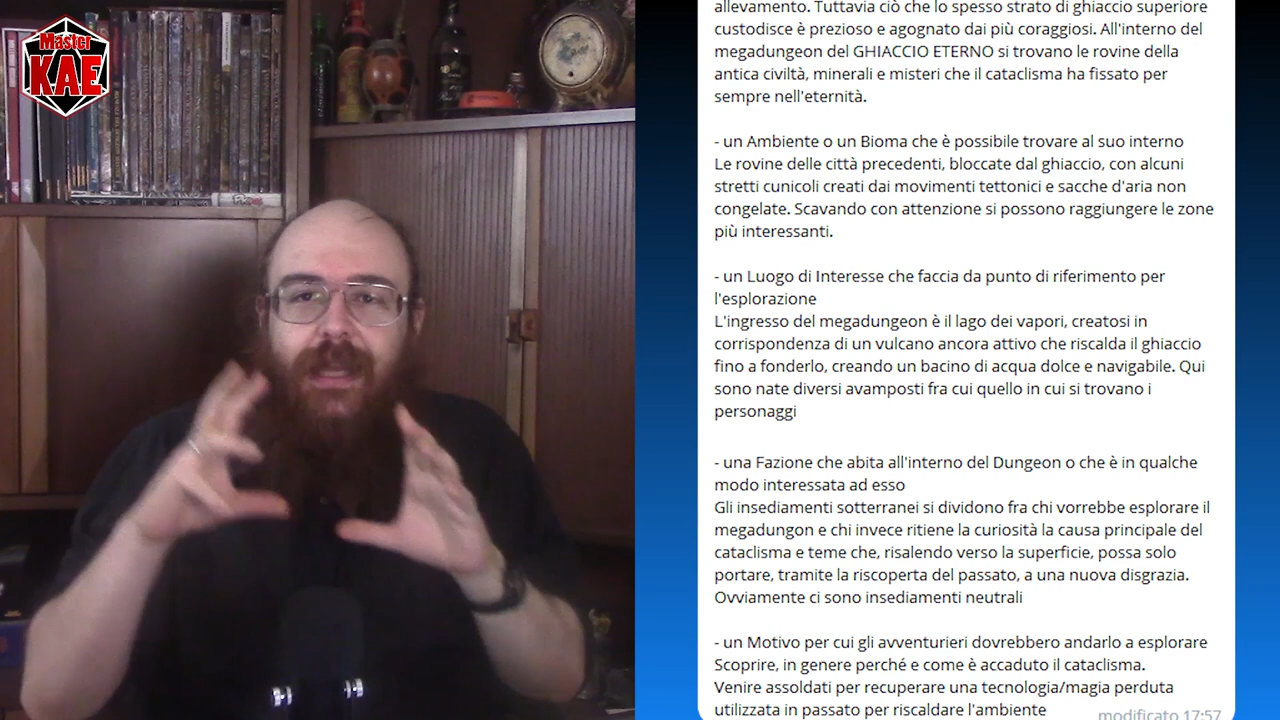 Master
KAE
allevamento. Tuttavia ciò che lo spesso strato di ghiaccio superiore
custodisce è prezioso e agognato dai più coraggiosi. All'interno del
megadungeon del GHIACCIO ETERNO si trovano le rovine della
antica civiltà, minerali e misteri che il cataclisma ha fissato per
sempre nell'eternità.
- un Ambiente o un Bioma che è possibile trovare al suo interno
Le rovine delle città precedenti, bloccate dal ghiaccio, con alcuni
stretti cunicoli creati dai movimenti tettonici e sacche d'aria non
congelate. Scavando con attenzione si possono raggiungere le zone
più interessanti.
- un Luogo di Interesse che faccia da punto di riferimento per
l'esplorazione
L'ingresso del megadungeon è il lago dei vapori, creatosi in
corrispondenza di un vulcano ancora attivo che riscalda il ghiaccio
fino a fonderlo, creando un bacino di acqua dolce e navigabile. Qui
sono nate diversi avamposti fra cui quello in cui si trovano i
personaggi
- una Fazione che abita all'interno del Dungeon o che è in qualche
modo interessata ad esso
Gli insediamenti sotterranei si dividono fra chi vorrebbe esplorare il
megadungon e chi invece ritiene la curiosità la causa principale del
cataclisma e teme che, risalendo verso la superficie, possa solo
portare, tramite la riscoperta del passato, a una nuova disgrazia.
Ovviamente ci sono insediamenti neutrali
- un Motivo per cui gli avventurieri dovrebbero andarlo a esplorare
Scoprire, in genere perché e come è accaduto il cataclisma.
Venire assoldati per recuperare una tecnologia/magia perduta
utilizzata in passato per riscaldare l'ambiente
modificato 17:57